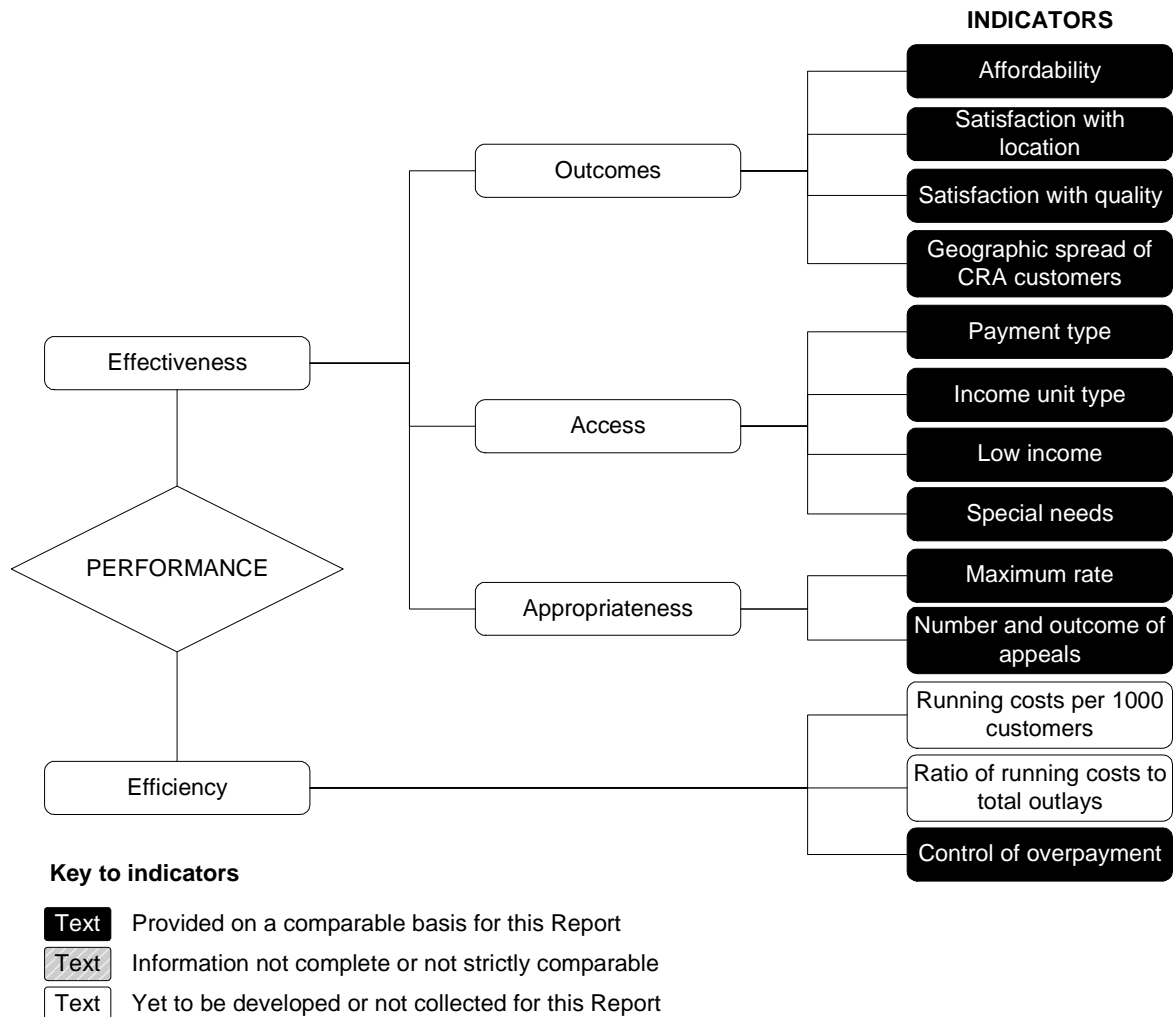 INDICATORS
Affordability
Satisfaction with
location
Outcomes
Satisfaction with quality
Geographic spread of
CRA customers
Payment type
Effectiveness
Income unit type
Access
Low income
Special needs
PERFORMANCE
Maximum rate
Appropriateness
Number and outcome of
appeals
Running costs per 1000
customers
Efficiency
Ratio of running costs to
total outlays
Control of overpayment
Key to indicators
Text Provided on a comparable basis for this Report
Text Information not complete or not strictly comparable
Text Yet to be developed or not collected for this Report